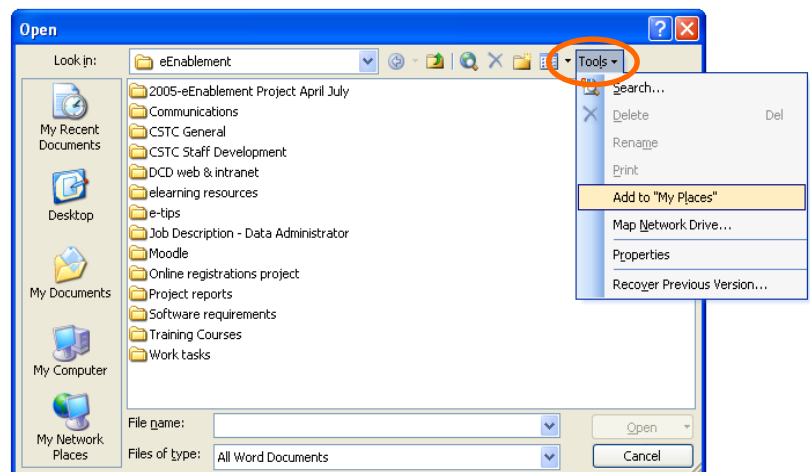 Open
Look in:
eEnablement
Tools
2005-eEnablement Project April July
Communications
CSTC General
CSTC Staff Development
DCD web & intranet
elearning resources
e-tips
Job Description - Data Administrator
Moodle
Online registrations project
Project reports
Software requirements
Training Courses
Work tasks
My Recent
Documents
Desktop
My Documents
My Computer
My Network
Places
Search...
Delete Del
Rename
Print
Add to "My Places"
Map Network Drive...
Properties
Recover Previous Version...
File name:
Open
Files of type:
All Word Documents
Cancel